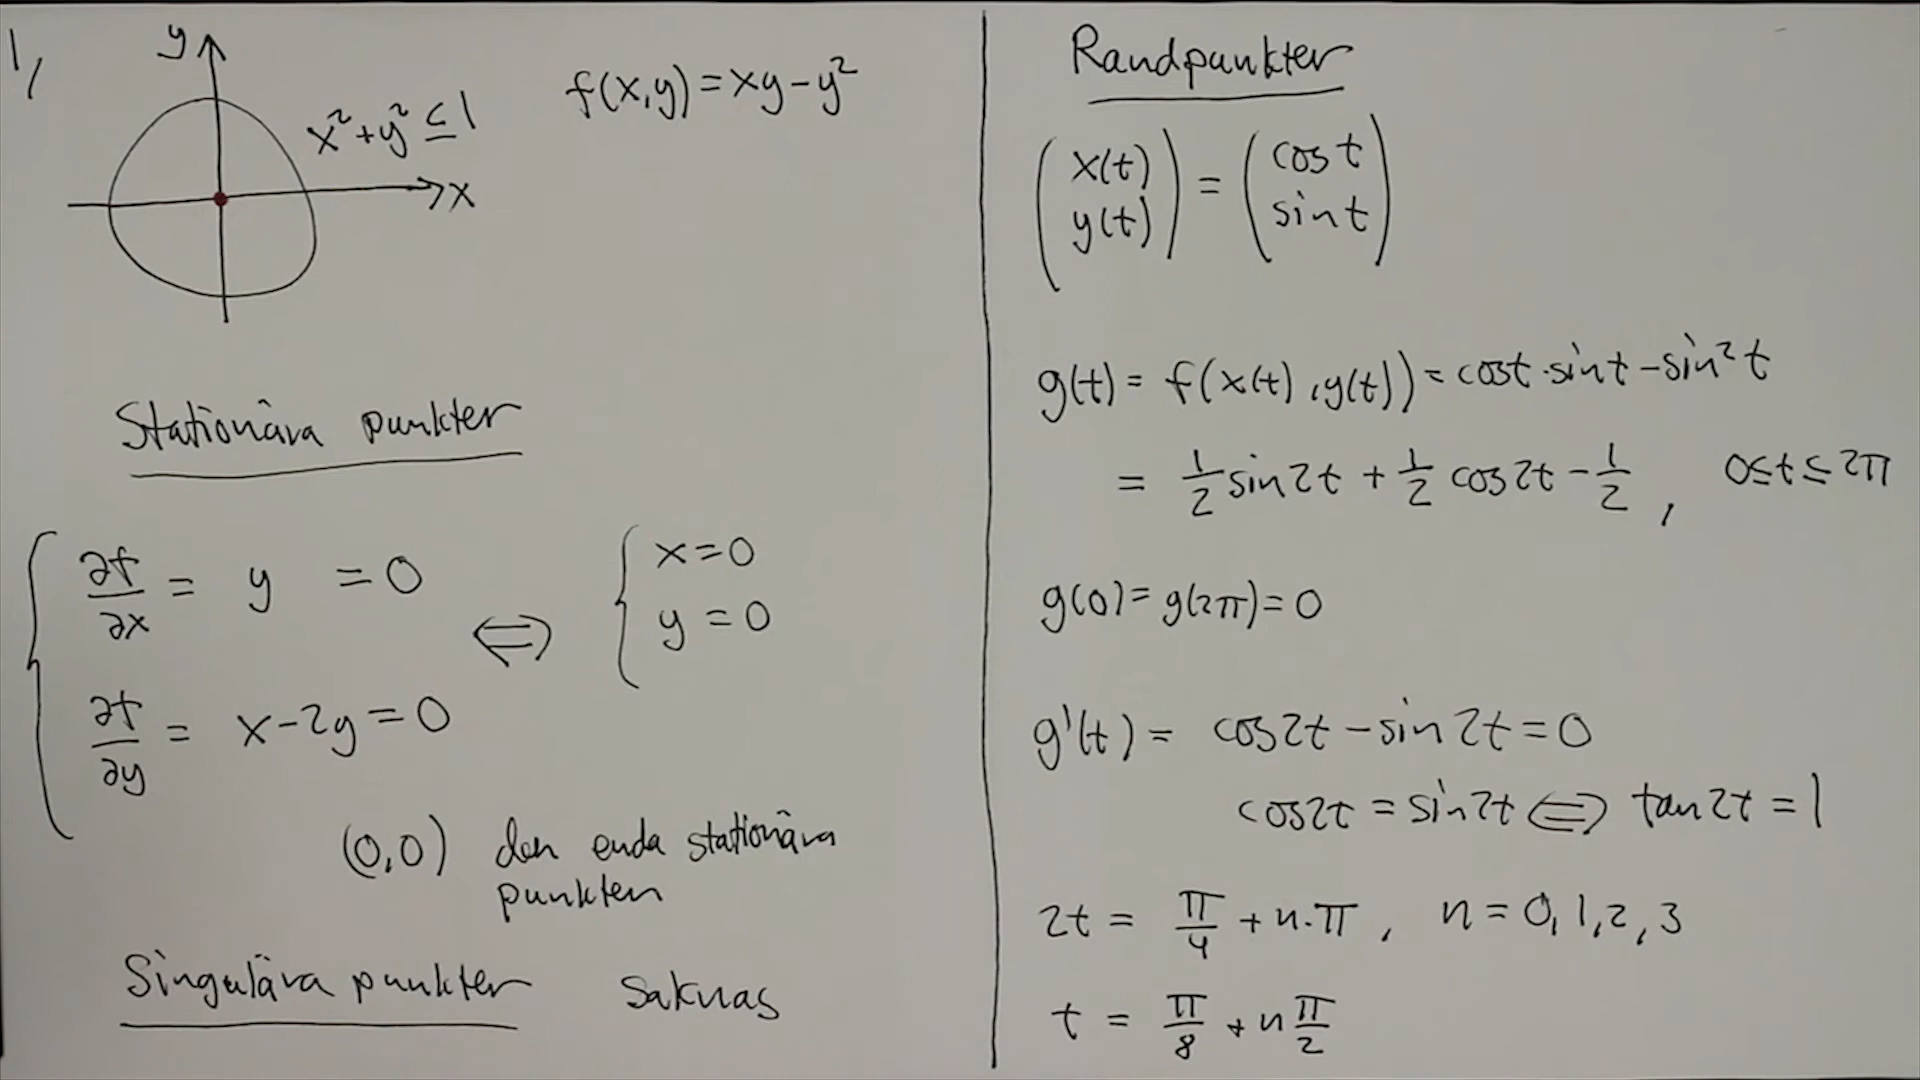 1/
y
x² + y² ≤ 1
x
f(x,y) = xy - y²
Stationära punkter
∂f/∂x = y = 0
∂f/∂y = x - 2y = 0
⇔
x = 0
y = 0
(0,0) den enda stationära
punkten
Singulära punkter saknas
Randpunkter
(x(t)) = (cos t)
(y(t)) (sin t)
g(t) = f(x(t), y(t)) = cos t · sin t - sin² t
= 1/2 sin 2t + 1/2 cos 2t - 1/2 , 0 ≤ t ≤ 2π
g(0) = g(2π) = 0
g'(t) = cos 2t - sin 2t = 0
cos 2t = sin 2t ⇔ tan 2t = 1
2t = π/4 + n·π , n = 0, 1, 2, 3
t = π/8 + n π/2